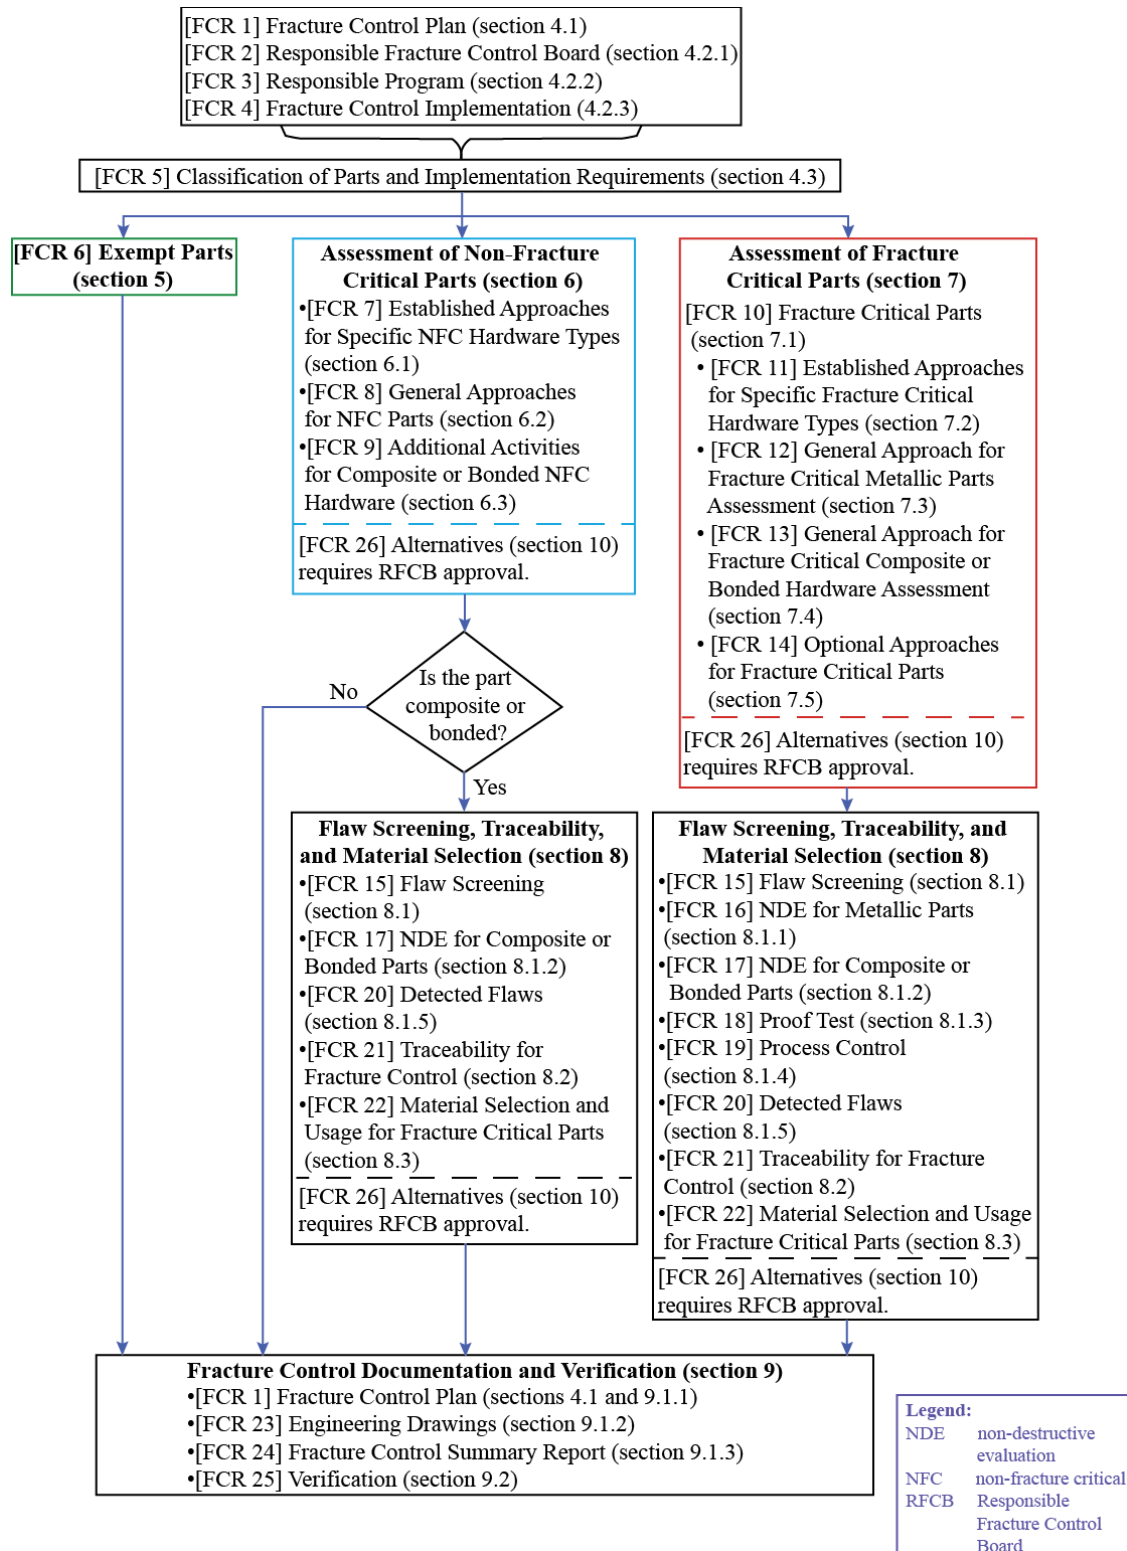 [FCR 1] Fracture Control Plan (section 4.1)
[FCR 2] Responsible Fracture Control Board (section 4.2.1)
[FCR 3] Responsible Program (section 4.2.2)
[FCR 4] Fracture Control Implementation (4.2.3)
[FCR 5] Classification of Parts and Implementation Requirements (section 4.3)
[FCR 6] Exempt Parts
(section 5)
Assessment of Non-Fracture
Critical Parts (section 6)
•[FCR 7] Established Approaches
for Specific NFC Hardware Types
(section 6.1)
•[FCR 8] General Approaches
for NFC Parts (section 6.2)
•[FCR 9] Additional Activities
for Composite or Bonded NFC
Hardware (section 6.3)
[FCR 26] Alternatives (section 10)
requires RFCB approval.
Assessment of Fracture
Critical Parts (section 7)
[FCR 10] Fracture Critical Parts
(section 7.1)
• [FCR 11] Established Approaches
for Specific Fracture Critical
Hardware Types (section 7.2)
• [FCR 12] General Approach for
Fracture Critical Metallic Parts
Assessment (section 7.3)
• [FCR 13] General Approach for
Fracture Critical Composite or
Bonded Hardware Assessment
(section 7.4)
• [FCR 14] Optional Approaches
for Fracture Critical Parts
(section 7.5)
[FCR 26] Alternatives (section 10)
requires RFCB approval.
Is the part
composite or
bonded?
No
Yes
Flaw Screening, Traceability,
and Material Selection (section 8)
•[FCR 15] Flaw Screening
(section 8.1)
•[FCR 17] NDE for Composite or
Bonded Parts (section 8.1.2)
•[FCR 20] Detected Flaws
(section 8.1.5)
•[FCR 21] Traceability for
Fracture Control (section 8.2)
•[FCR 22] Material Selection and
Usage for Fracture Critical Parts
(section 8.3)
[FCR 26] Alternatives (section 10)
requires RFCB approval.
Flaw Screening, Traceability, and
Material Selection (section 8)
•[FCR 15] Flaw Screening (section 8.1)
•[FCR 16] NDE for Metallic Parts
(section 8.1.1)
•[FCR 17] NDE for Composite or
Bonded Parts (section 8.1.2)
•[FCR 18] Proof Test (section 8.1.3)
•[FCR 19] Process Control
(section 8.1.4)
•[FCR 20] Detected Flaws
(section 8.1.5)
•[FCR 21] Traceability for Fracture
Control (section 8.2)
•[FCR 22] Material Selection and Usage
for Fracture Critical Parts (section 8.3)
[FCR 26] Alternatives (section 10)
requires RFCB approval.
Fracture Control Documentation and Verification (section 9)
•[FCR 1] Fracture Control Plan (sections 4.1 and 9.1.1)
•[FCR 23] Engineering Drawings (section 9.1.2)
•[FCR 24] Fracture Control Summary Report (section 9.1.3)
•[FCR 25] Verification (section 9.2)
Legend:
NDE non-destructive
evaluation
NFC non-fracture critical
RFCB Responsible
Fracture Control
Board